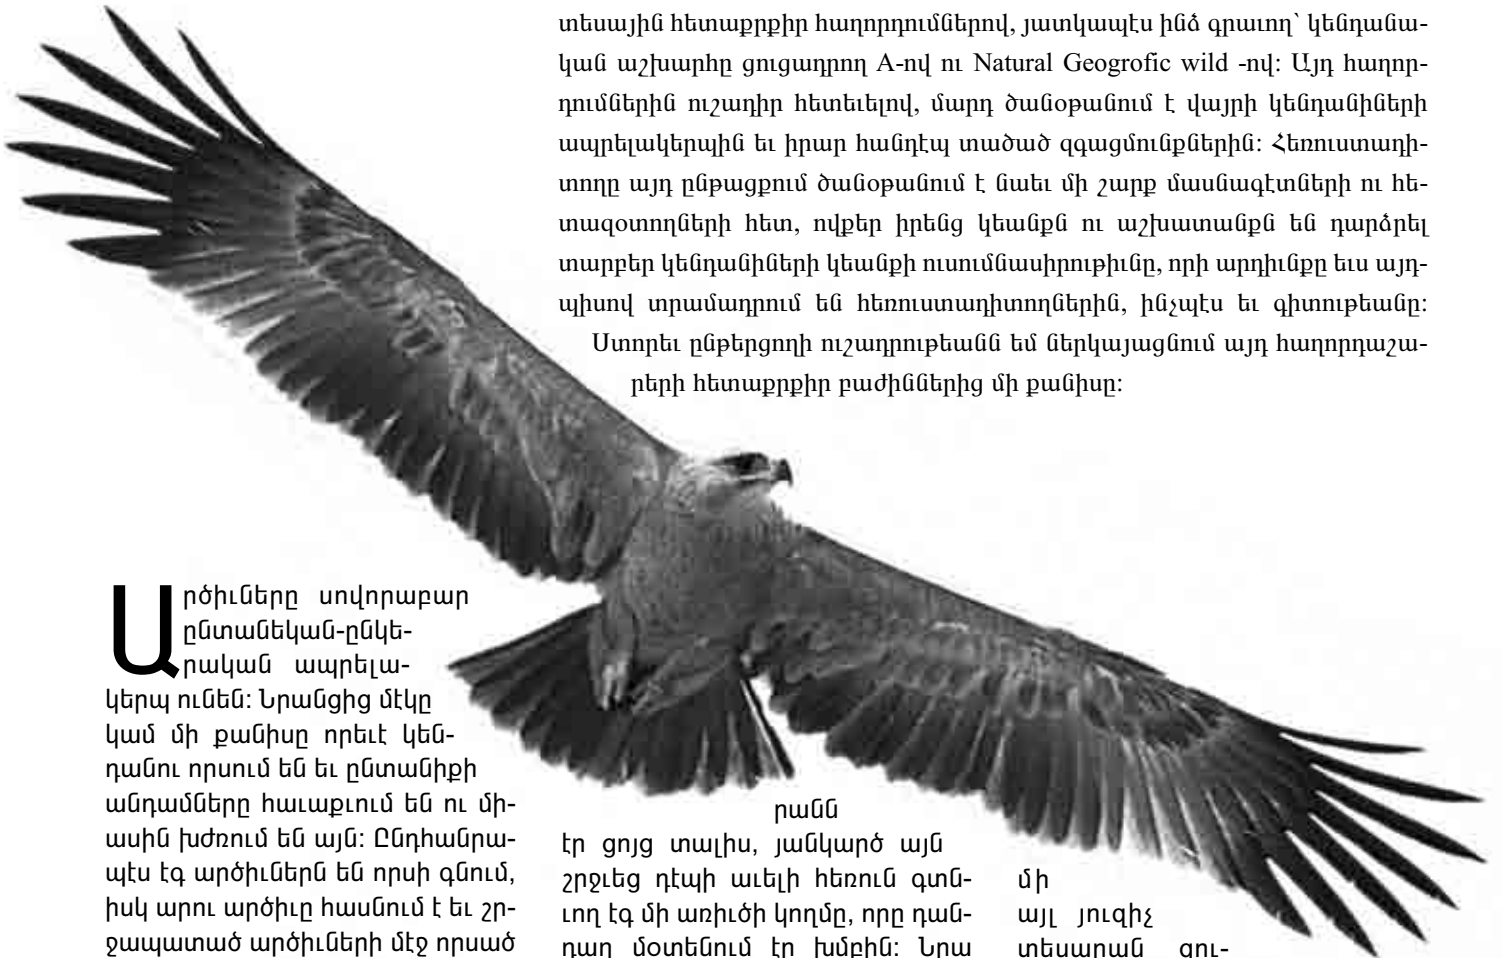 տեսային հետաքրքիր հաղորդումներով, յատկապէս ինձ գրաւող՝ կենդանա-
կան աշխարհը ցուցադրող A-ով ու Natural Geogrofic wild -ով: Այդ հաղոր-
դումներին ուշադիր հետեւելով, մարդ ծանօթանում է վայրի կենդանիների
ապրելակերպին եւ իրար հանդէպ տածած զգացմունքներին: Հեռուստադի-
տողը այդ ընթացքում ծանօթանում է նաեւ մի շարք մասնագէտների ու հե-
տազօտողների հետ, ովքեր իրենց կեանքն ու աշխատանքն են դարձրել
տարբեր կենդանիների կեանքի ուսումնասիրութիւնը, որի արդիւնքը եւս այդ-
պիսով տրամադրում են հեռուստադիտողներին, ինչպէս եւ գիտութեանը:
Ստորեւ ընթերցողի ուշադրութեանն եմ ներկայացնում այդ հաղորդաշա-
րերի հետաքրքիր բաժիններից մի քանիսը:
Արծիւները սովորաբար
ընտանեկան-ընկե-
րական ապրելա-
կերպ ունեն: Նրանցից մէկը
կամ մի քանիսը որեւէ կեն-
դանու որսում են եւ ընտանիքի
անդամները հաւաքւում են ու մի-
ասին խժռում են այն: Ընդհանրա-
պէս էգ արծիւներն են որսի գնում,
իսկ արու արծիւը հասնում է եւ շր-
ջապատած արծիւների մէջ որսած
րանն
էր ցոյց տալիս, յանկարծ այն
շրջւեց դէպի աւելի հեռուն գտն-
ւող էգ մի առիւծի կողմը, որը դան-
դաղ մօտենում էր խմբին: Նրա
մի
այլ յուզիչ
տեսարան ցու-